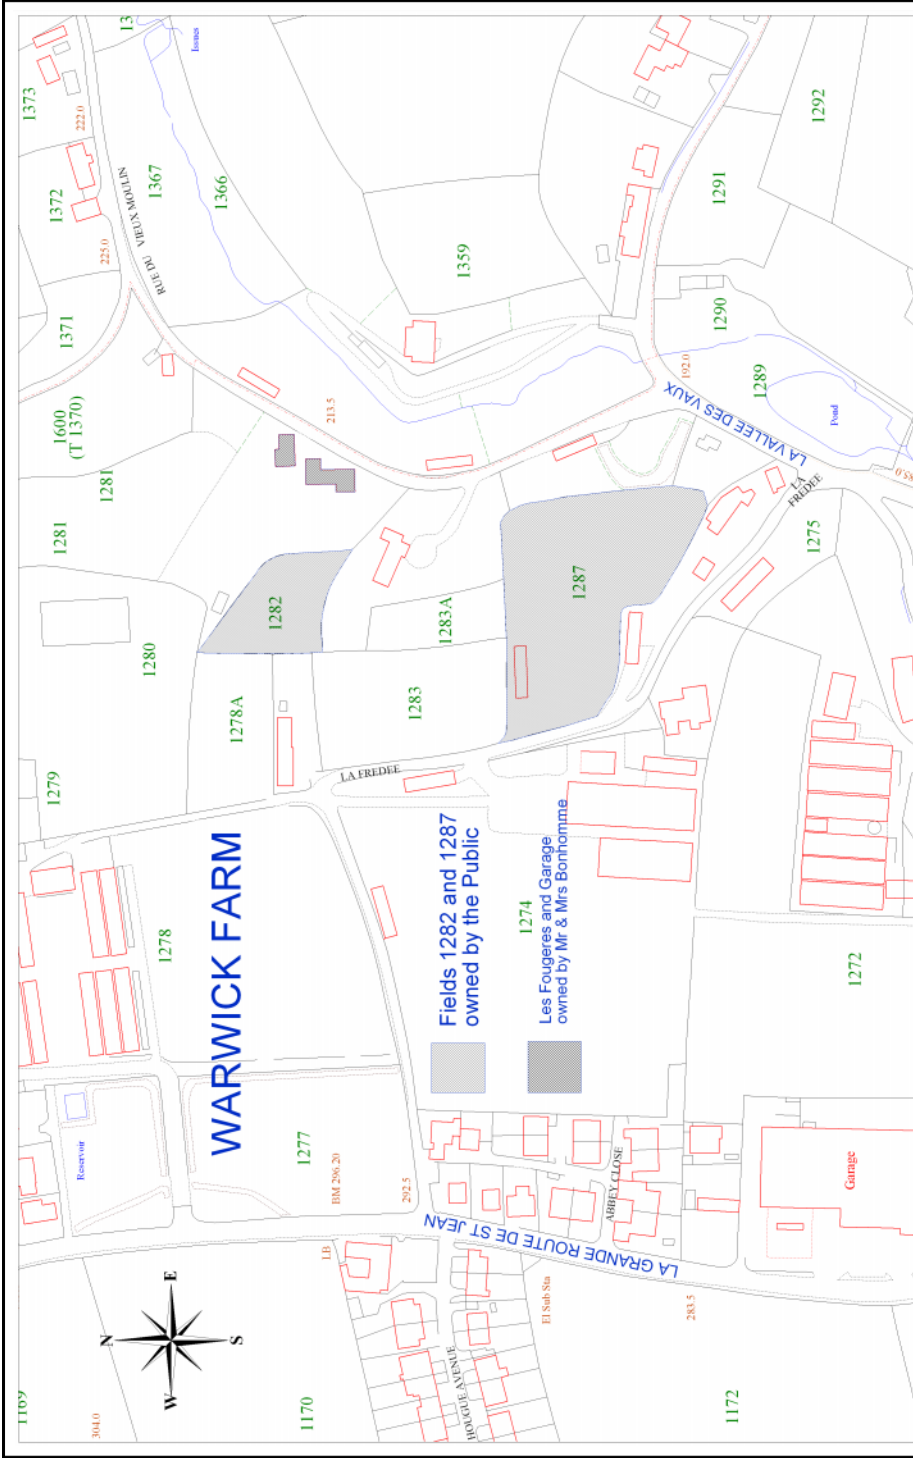 1169
304.0
N
W
E
S
1170
HOUGUE AVENUE
El Sub Sta
LB
1172
283.5
LA GRANDE ROUTE DE ST JEAN
ABBEY CLOSE
Garage
Reservoir
1277
BM 296.20
292.5
WARWICK FARM
1278
Fields 1282 and 1287
owned by the Public
1274
Les Fougeres and Garage
owned by Mr & Mrs Bonhomme
1272
1279
1280
1278A
LA FREDEE
1283
1283A
1282
1281
1281
1287
1275
LA
FREDEE
1600
(T 1370)
1371
225.0
1372
1373
222.0
RUE DU VIEUX MOULIN
1367
1366
213.5
13
Issues
1359
LA VALLEE DES VAUX
192.0
1290
1289
Pond
1291
1292